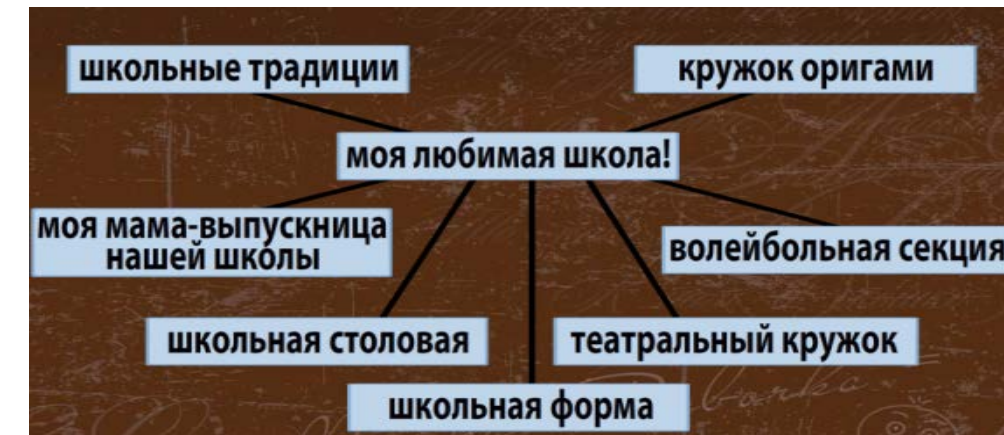 школьные традиции
кружок оригами
моя любимая школа!
моя мама-выпускница
нашей школы
волейбольная секция
школьная столовая
театральный кружок
школьная форма